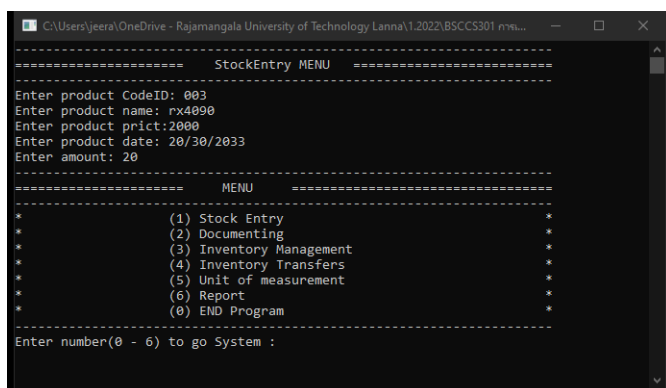 C:\Users\jeera\OneDrive - Rajamangala University of Technology Lanna\1.2022\BSCCS301 การ...
----------------------------------------------------------------------
====================== StockEntry MENU ==========================
----------------------------------------------------------------------
Enter product CodeID: 003
Enter product name: rx4090
Enter product prict:2000
Enter product date: 20/30/2033
Enter amount: 20
----------------------------------------------------------------------
====================== MENU ==================================
----------------------------------------------------------------------
* (1) Stock Entry *
* (2) Documenting *
* (3) Inventory Management *
* (4) Inventory Transfers *
* (5) Unit of measurement *
* (6) Report *
* (0) END Program *
----------------------------------------------------------------------
Enter number(0 - 6) to go System :